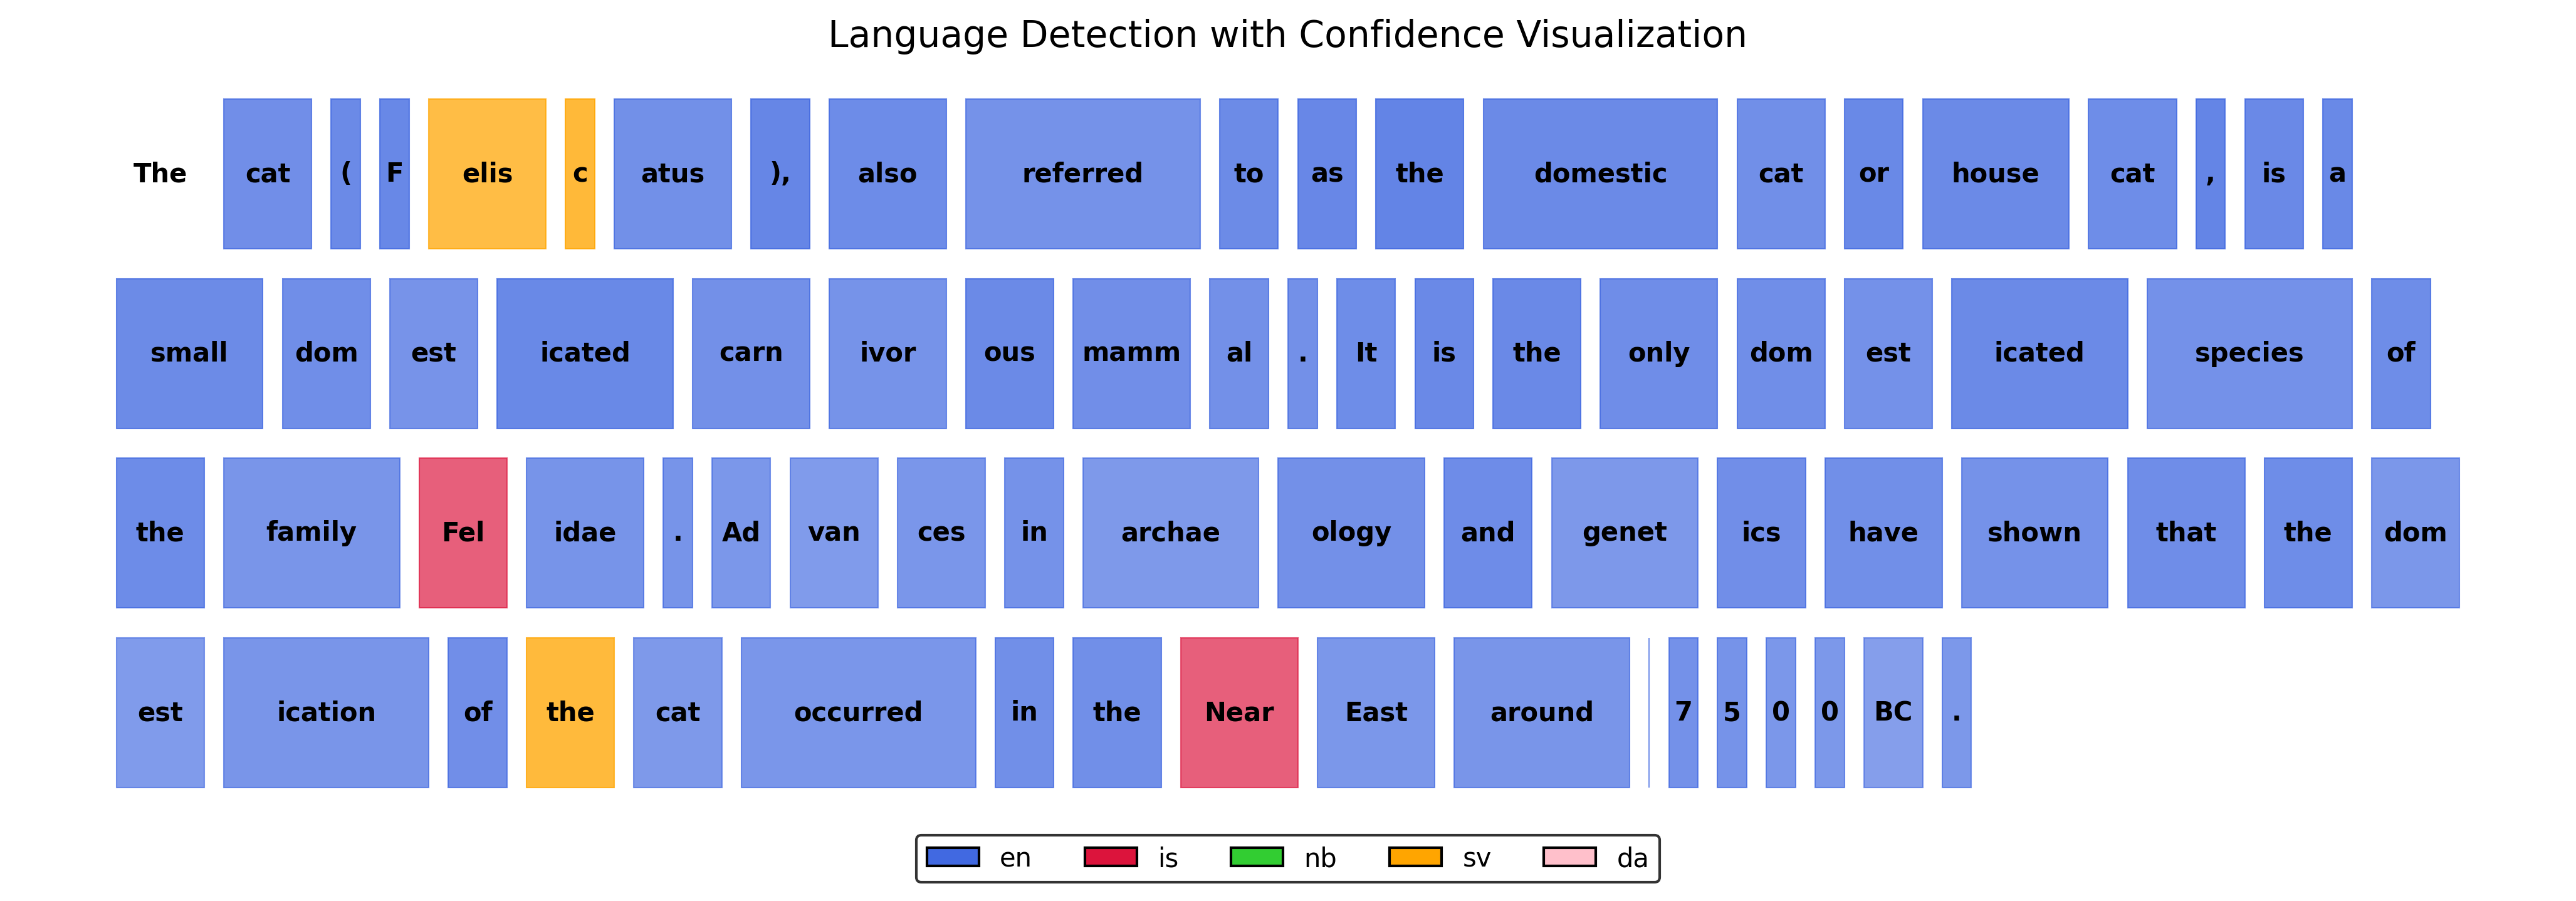 Language Detection with Confidence Visualization
The cat ( F elis c atus ), also referred to as the domestic cat or house cat , is a
small dom est icated carn ivor ous mamm al . It is the only dom est icated species of
the family Fel idae . Ad van ces in archae ology and genet ics have shown that the dom
est ication of the cat occurred in the Near East around 7 5 0 0 BC .
en is nb sv da